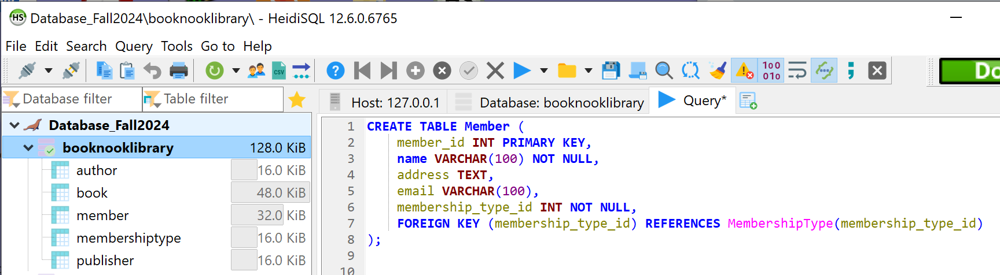 HS Database_Fall2024\booknooklibrary\ - HeidiSQL 12.6.0.6765
File Edit Search Query Tools Go to Help
CSV
100
010
Do
Database filter
Table filter
Host: 127.0.0.1
Database: booknooklibrary
Query*
Database_Fall2024
booknooklibrary 128.0 KiB
author 16.0 KiB
book 48.0 KiB
member 32.0 KiB
membershiptype 16.0 KiB
publisher 16.0 KiB
1 CREATE TABLE Member (
2 member_id INT PRIMARY KEY,
3 name VARCHAR(100) NOT NULL,
4 address TEXT,
5 email VARCHAR(100),
6 membership_type_id INT NOT NULL,
7 FOREIGN KEY (membership_type_id) REFERENCES MembershipType(membership_type_id)
8 );
9
10